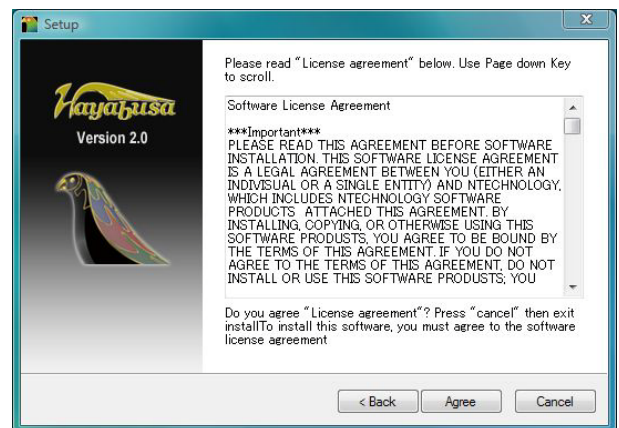 Setup
Hayabusa
Version 2.0
Please read "License agreement" below. Use Page down Key
to scroll.
Software License Agreement
***Important***
PLEASE READ THIS AGREEMENT BEFORE SOFTWARE
INSTALLATION. THIS SOFTWARE LICENSE AGREEMENT
IS A LEGAL AGREEMENT BETWEEN YOU (EITHER AN
INDIVISUAL OR A SINGLE ENTITY) AND NTECHNOLOGY,
WHICH INCLUDES NTECHNOLOGY SOFTWARE
PRODUCTS ATTACHED THIS AGREEMENT. BY
INSTALLING, COPYING, OR OTHERWISE USING THIS
SOFTWARE PRODUSTS, YOU AGREE TO BE BOUND BY
THE TERMS OF THIS AGREEMENT. IF YOU DO NOT
AGREE TO THE TERMS OF THIS AGREEMENT, DO NOT
INSTALL OR USE THIS SOFTWARE PRODUSTS; YOU
Do you agree "License agreement"? Press "cancel" then exit
installTo install this software, you must agree to the software
license agreement
< Back
Agree
Cancel